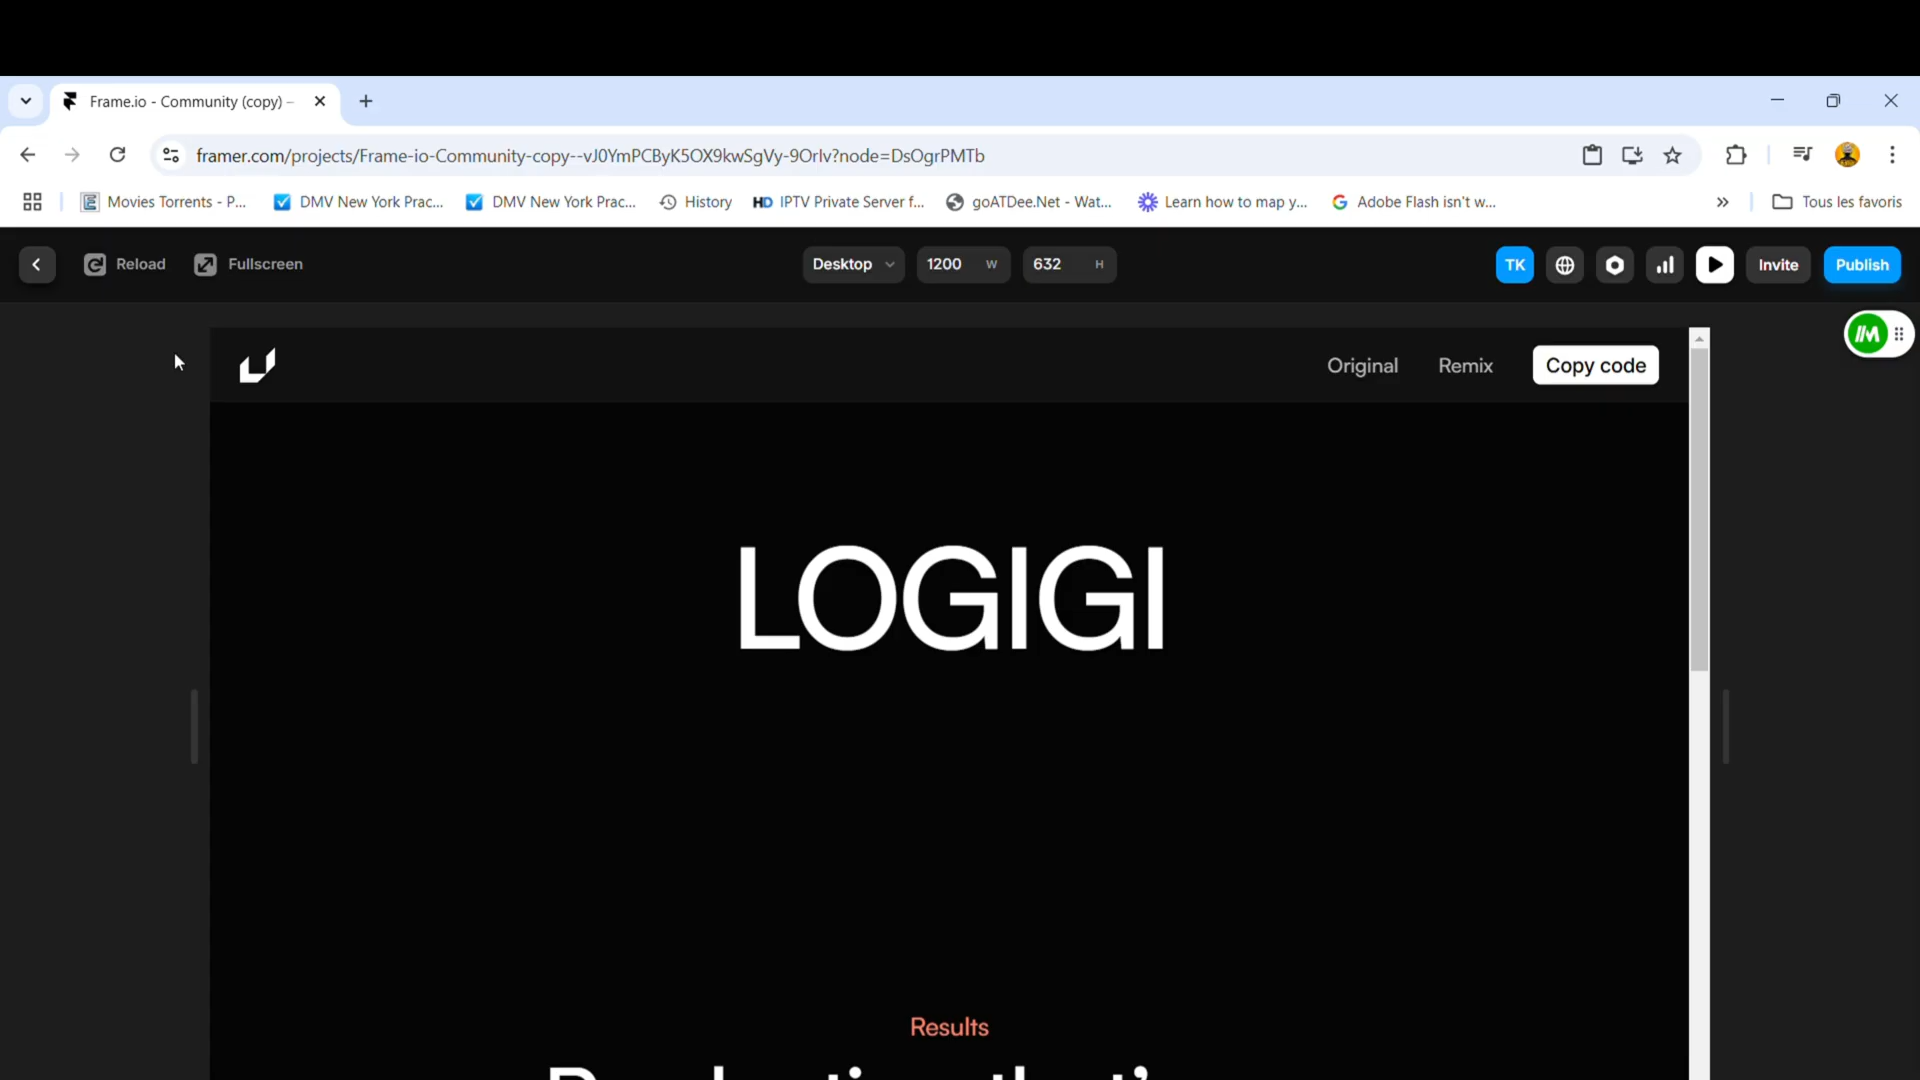 Frame.io - Community (copy) –
framer.com/projects/Frame-io-Community-copy--vJ0YmPCByK5OX9kwSgVy-9OrIv?node=DsOgrPMTb
Movies Torrents - P... DMV New York Prac... DMV New York Prac... History HD IPTV Private Server f... goATDee.Net - Wat... Learn how to map y... Adobe Flash isn't w... » Tous les favoris
Reload Fullscreen Desktop 1200 W 632 H TK Invite Publish
Original Remix Copy code
LOGIGI
Results